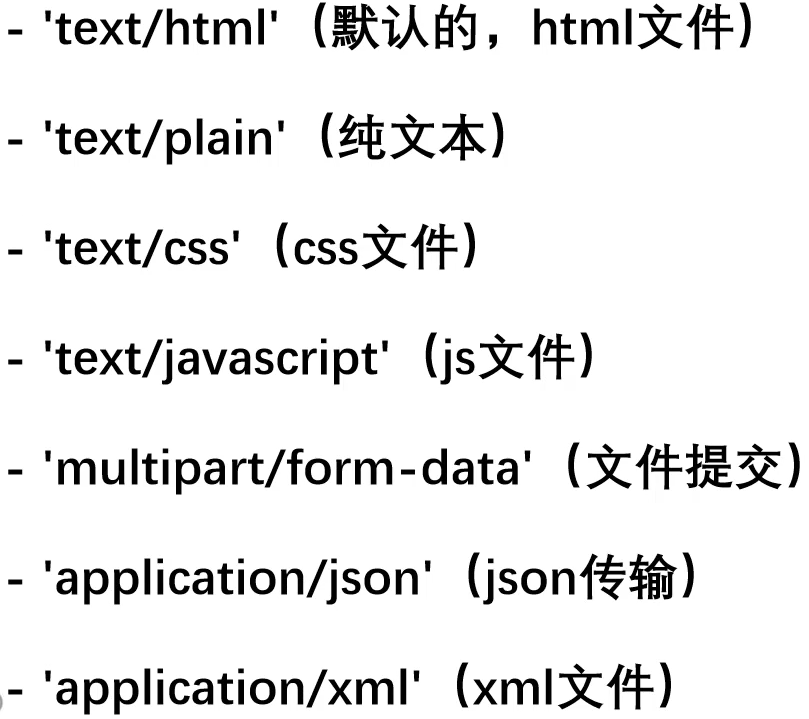 - 'text/html'（默认的，html文件）
- 'text/plain'（纯文本）
- 'text/css'（css文件）
- 'text/javascript'（js文件）
- 'multipart/form-data'（文件提交）
- 'application/json'（json传输）
- 'application/xml'（xml文件）